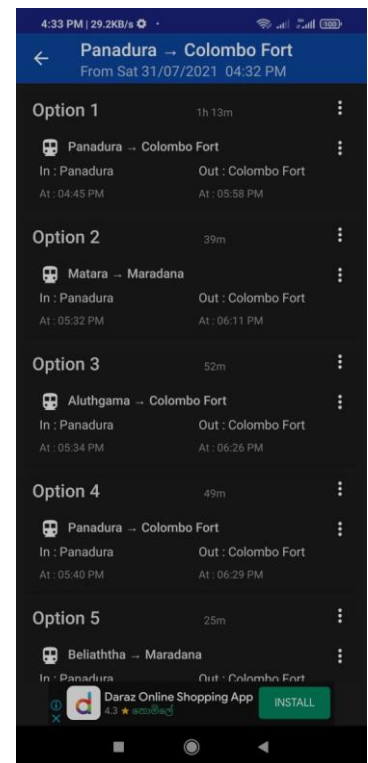 4:33 PM | 29.2KB/s
100
Panadura → Colombo Fort
From Sat 31/07/2021 04:32 PM
Option 1 1h 13m
Panadura → Colombo Fort
In : Panadura Out : Colombo Fort
At : 04:45 PM At : 05:58 PM
Option 2 39m
Matara → Maradana
In : Panadura Out : Colombo Fort
At : 05:32 PM At : 06:11 PM
Option 3 52m
Aluthgama → Colombo Fort
In : Panadura Out : Colombo Fort
At : 05:34 PM At : 06:26 PM
Option 4 49m
Panadura → Colombo Fort
In : Panadura Out : Colombo Fort
At : 05:40 PM At : 06:29 PM
Option 5 25m
Beliaththa → Maradana
In : Panadura Out : Colombo Fort
Daraz Online Shopping App
4.3 ★ නොමිලේ
INSTALL